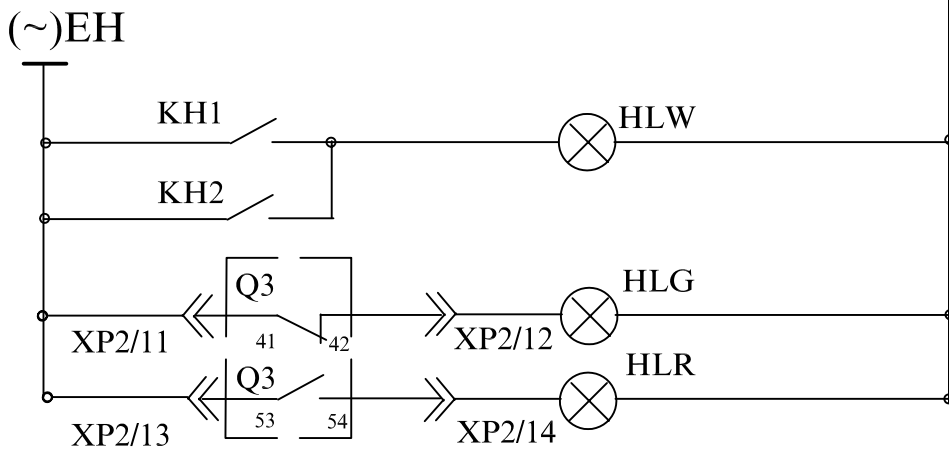 (~)EH
KH1
HLW
KH2
Q3
HLG
41
42
XP2/11
XP2/12
Q3
HLR
53
54
XP2/13
XP2/14